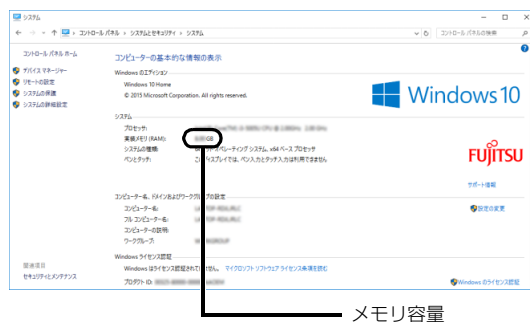 システム
コントロール パネル › システムとセキュリティ › システム
コントロール パネルの検索
コントロール パネル ホーム
デバイス マネージャー
リモートの設定
システムの保護
システムの詳細設定
コンピューターの基本的な情報の表示
Windows のエディション
Windows 10 Home
© 2015 Microsoft Corporation. All rights reserved.
Windows 10
システム
プロセッサ:
実装メモリ (RAM): GB
システムの種類: オペレーティング システム、x64 ベース プロセッサ
ペンとタッチ: このディスプレイでは、ペン入力とタッチ入力は利用できません
FUJITSU
サポート情報
コンピューター名、ドメインおよびワークグループの設定
コンピューター名:
設定の変更
フル コンピューター名:
コンピューターの説明:
ワークグループ:
Windows ライセンス認証
Windows はライセンス認証されていません。 マイクロソフト ソフトウェア ライセンス条項を読む
プロダクト ID:
Windows のライセンス認証
関連項目
セキュリティとメンテナンス
メモリ容量